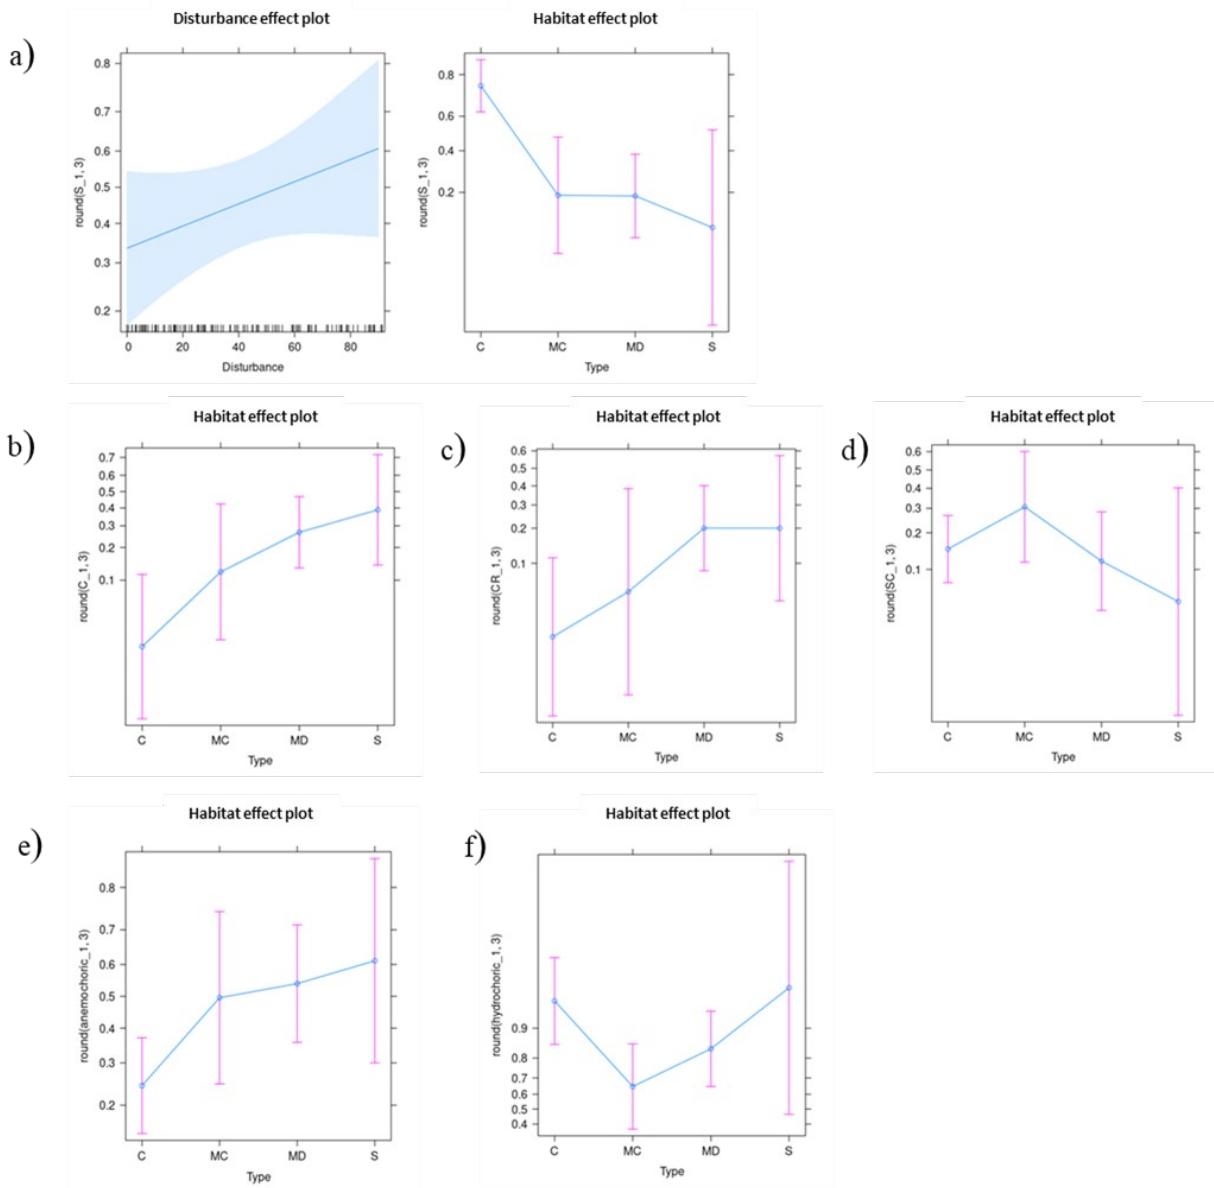 a)
Disturbance effect plot
round(S_1, 3)
0.8
0.7
0.6
0.5
0.4
0.3
0.2
0 20 40 60 80
Disturbance
Habitat effect plot
round(S_1, 3)
0.8
0.6
0.4
0.2
C MC MD S
Type
b)
Habitat effect plot
round(C_1, 3)
0.7
0.6
0.5
0.4
0.3
0.2
0.1
C MC MD S
Type
c)
Habitat effect plot
round(CR_1, 3)
0.6
0.5
0.4
0.3
0.2
0.1
C MC MD S
Type
d)
Habitat effect plot
round(SC_1, 3)
0.6
0.5
0.4
0.3
0.2
0.1
C MC MD S
Type
e)
Habitat effect plot
round(anemochoric_1, 3)
0.8
0.7
0.6
0.5
0.4
0.3
0.2
C MC MD S
Type
f)
Habitat effect plot
round(hydrochoric_1, 3)
0.9
0.8
0.7
0.6
0.5
0.4
C MC MD S
Type